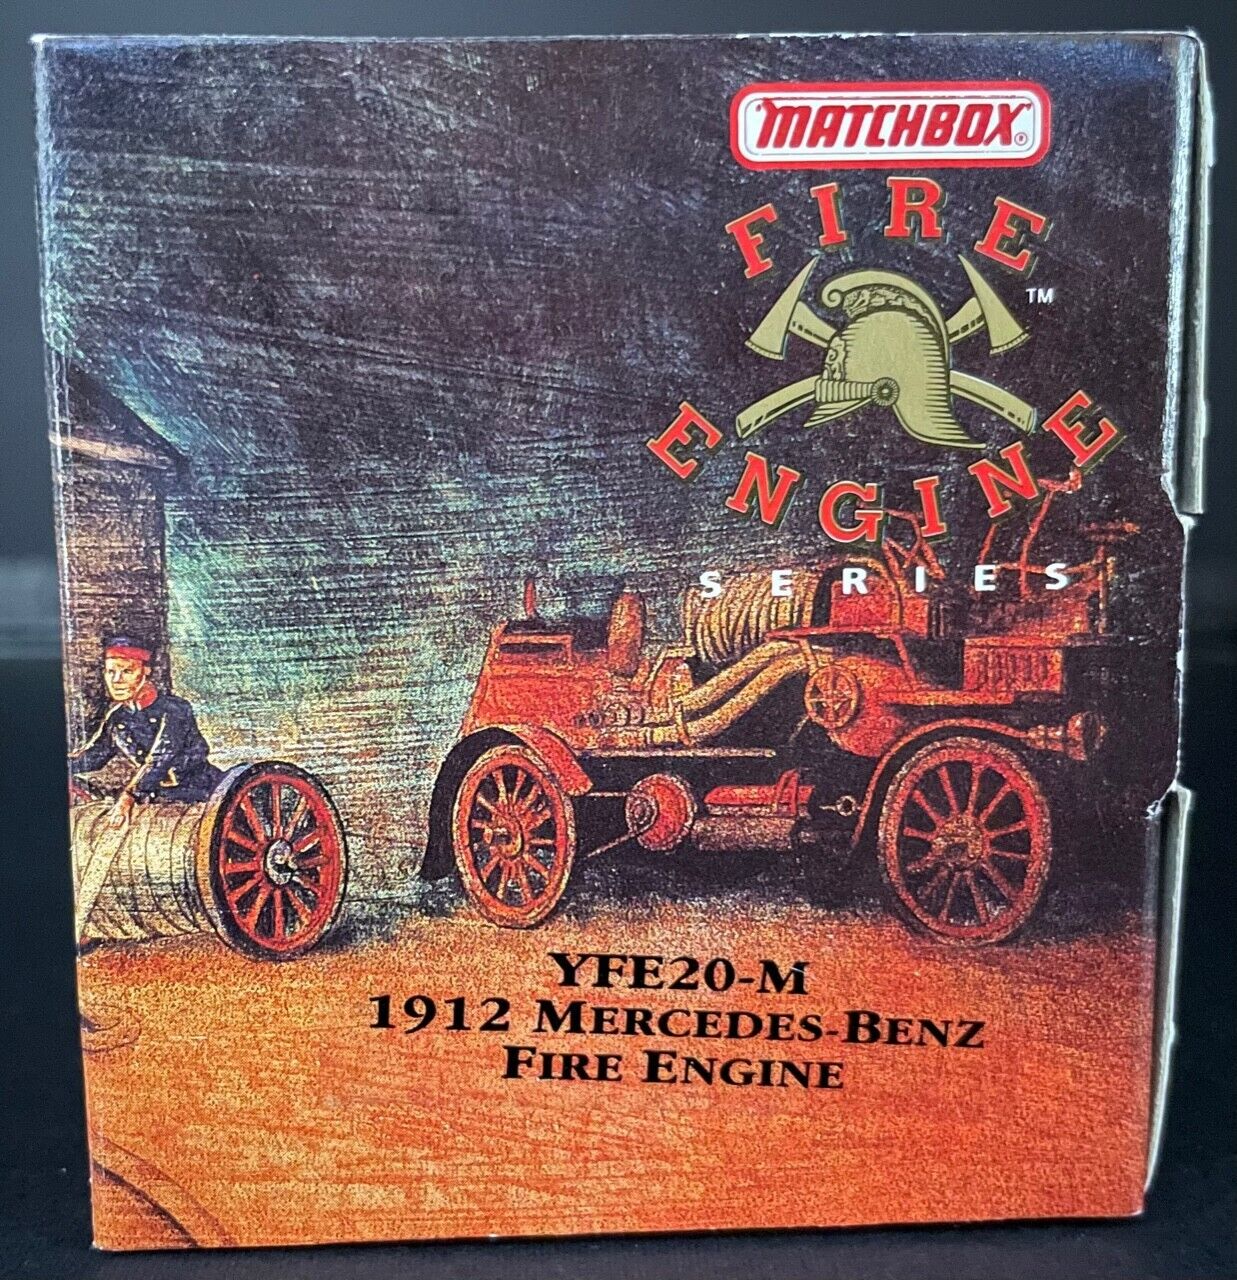 MATCHBOX®
FIRE
™
ENGINE
SERIES
YFE20-M
1912 MERCEDES-BENZ
FIRE ENGINE